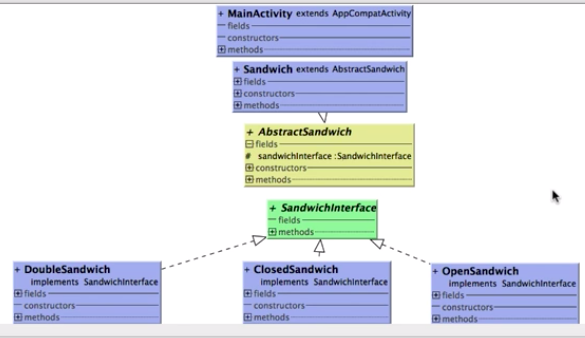 + MainActivity extends AppCompatActivity
fields
constructors
methods
+ Sandwich extends AbstractSandwich
fields
constructors
methods
+ AbstractSandwich
fields
# sandwichInterface :SandwichInterface
constructors
methods
+ SandwichInterface
fields
methods
+ DoubleSandwich
implements SandwichInterface
fields
constructors
methods
+ ClosedSandwich
implements SandwichInterface
fields
constructors
methods
+ OpenSandwich
implements SandwichInterface
fields
constructors
methods